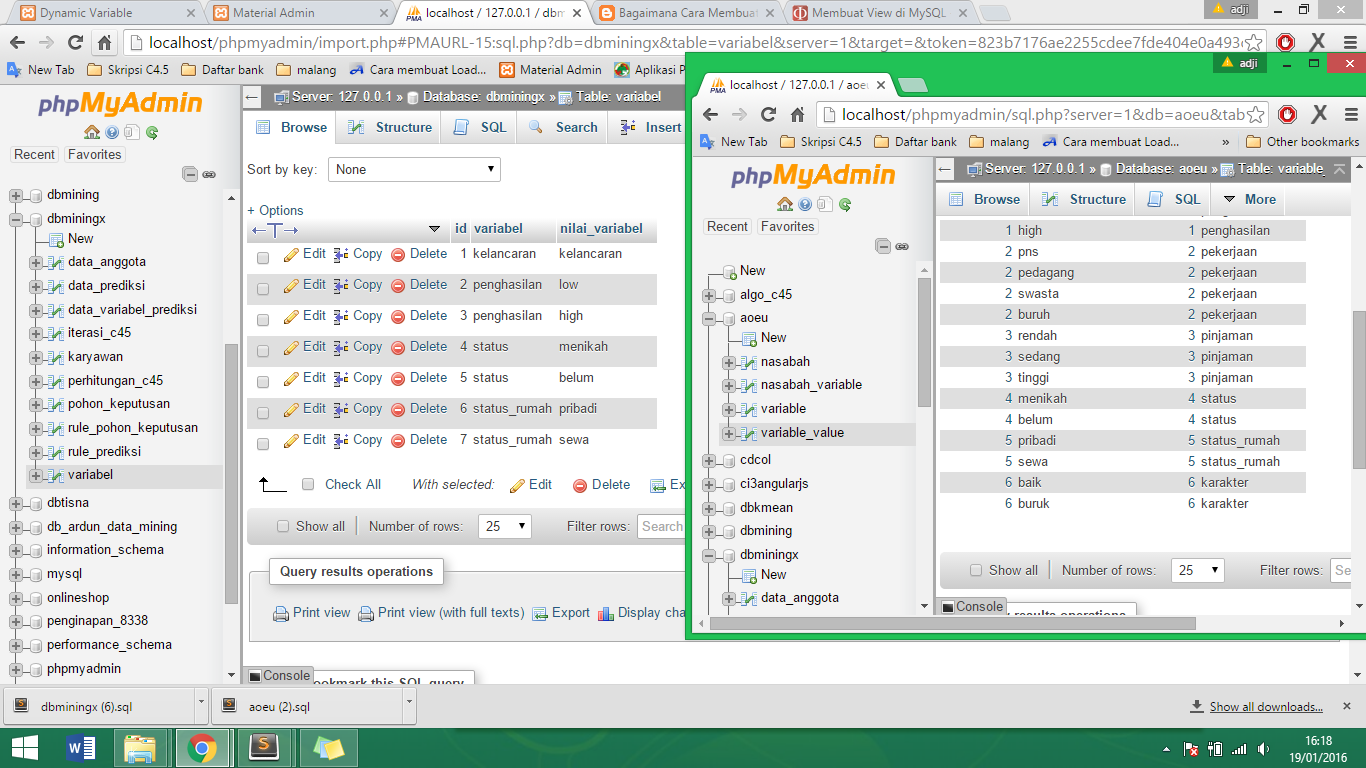 Dynamic Variable
Material Admin
localhost / 127.0.0.1 / dbm
Bagaimana Cara Membua
Membuat View di MySQL
adji
localhost/phpmyadmin/import.php#PMAURL-15:sql.php?db=dbminingx&table=variabel&server=1&target=&token=823b7176ae2255cdee7fde404e0a493c
New Tab
Skripsi C4.5
Daftar bank
malang
Cara membuat Load...
Material Admin
Aplikasi P
phpMyAdmin
Recent
Favorites
dbmining
dbminingx
New
data_anggota
data_prediksi
data_variabel_prediksi
iterasi_c45
karyawan
perhitungan_c45
pohon_keputusan
rule_pohon_keputusan
rule_prediksi
variabel
dbtisna
db_ardun_data_mining
information_schema
mysql
onlineshop
penginapan_8338
performance_schema
phpmyadmin
Server: 127.0.0.1 » Database: dbminingx » Table: variabel
Browse Structure SQL Search Insert
Sort by key: None
+ Options
id variabel nilai_variabel
Edit Copy Delete 1 kelancaran kelancaran
Edit Copy Delete 2 penghasilan low
Edit Copy Delete 3 penghasilan high
Edit Copy Delete 4 status menikah
Edit Copy Delete 5 status belum
Edit Copy Delete 6 status_rumah pribadi
Edit Copy Delete 7 status_rumah sewa
Check All With selected: Edit Delete Ex
Show all Number of rows: 25 Filter rows: Search
Query results operations
Print view Print view (with full texts) Export Display cha
Console
ookmark this SQL query
adji
localhost / 127.0.0.1 / aoeu
localhost/phpmyadmin/sql.php?server=1&db=aoeu&tab
New Tab
Skripsi C4.5
Daftar bank
malang
Cara membuat Load...
»
Other bookmarks
phpMyAdmin
Recent
Favorites
New
algo_c45
aoeu
New
nasabah
nasabah_variable
variable
variable_value
cdcol
ci3angularjs
dbkmean
dbmining
dbminingx
New
data_anggota
Server: 127.0.0.1 » Database: aoeu » Table: variable_
Browse Structure SQL More
1 high 1 penghasilan
2 pns 2 pekerjaan
2 pedagang 2 pekerjaan
2 swasta 2 pekerjaan
2 buruh 2 pekerjaan
3 rendah 3 pinjaman
3 sedang 3 pinjaman
3 tinggi 3 pinjaman
4 menikah 4 status
4 belum 4 status
5 pribadi 5 status_rumah
5 sewa 5 status_rumah
6 baik 6 karakter
6 buruk 6 karakter
Show all Number of rows: 25 Filter rows: Se
Console
results operations
dbminingx (6).sql
aoeu (2).sql
Show all downloads...
16:18
19/01/2016